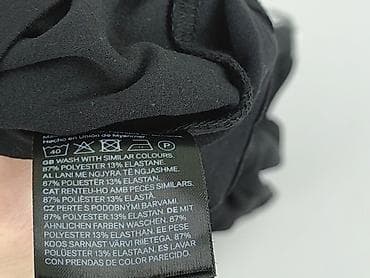 Hecho en Unión de Myanmar
40 P
GB WASH WITH SIMILAR COLOURS.
87% POLYESTER 13% ELASTANE
AL LANI ME NGJYRA TË NGJASHME.
87% POLIESTËR 13% ELASTAN
CAT RENTEU-HO AMB PECES SIMILARS.
87% POLIÈSTER 13% ELASTÀ
CZ PERTE S PODOBNÝMI BARVAMI.
87% POLYESTER 13% ELASTAN DE MIT
ÄHNLICHEN FARBEN WASCHEN. 87%
POLYESTER 13% ELASTHAN. EE PESE
KOOS SARNAST VÄRVI RIIETEGA. 87%
POLÜESTER 13% ELASTAAN. ES LAVAR
CON PRENDAS DE COLOR PARECIDO.